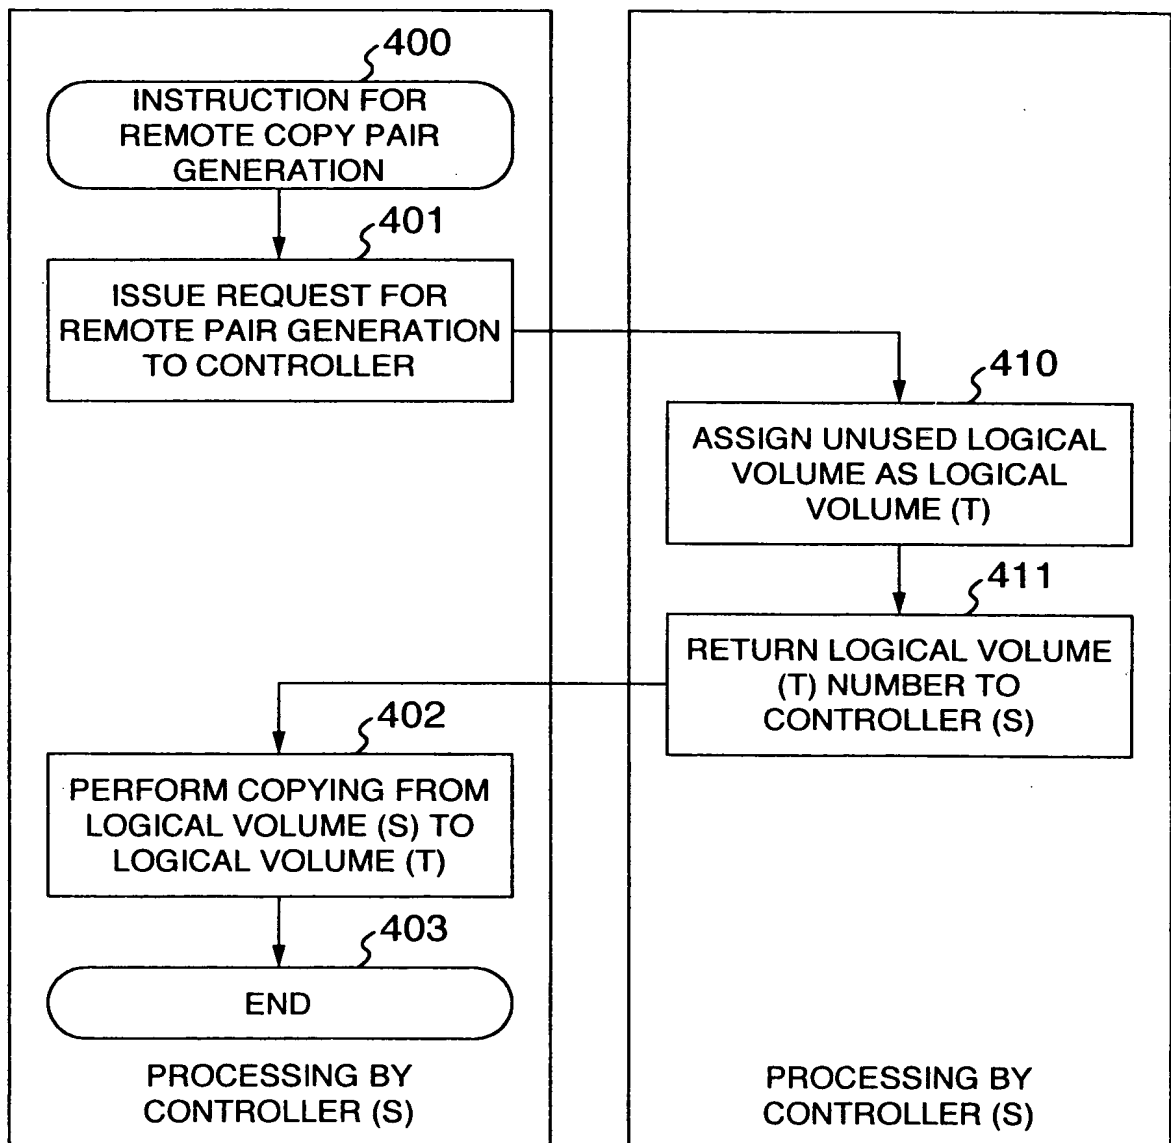 400
INSTRUCTION FOR
REMOTE COPY PAIR
GENERATION
401
ISSUE REQUEST FOR
REMOTE PAIR GENERATION
TO CONTROLLER
410
ASSIGN UNUSED LOGICAL
VOLUME AS LOGICAL
VOLUME (T)
411
RETURN LOGICAL VOLUME
(T) NUMBER TO
CONTROLLER (S)
402
PERFORM COPYING FROM
LOGICAL VOLUME (S) TO
LOGICAL VOLUME (T)
403
END
PROCESSING BY
CONTROLLER (S)
PROCESSING BY
CONTROLLER (S)